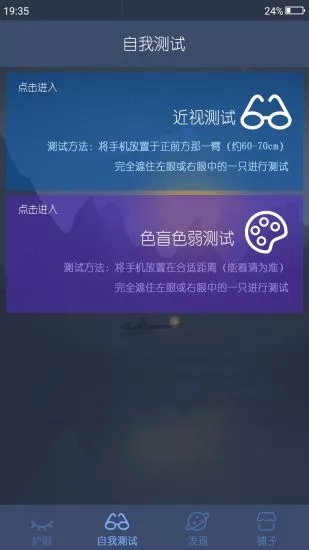 19:35
24%
自我测试
点击进入
近视测试
测试方法：将手机放置于正前方那一臂（约60-70cm）
完全遮住左眼或右眼中的一只进行测试
点击进入
色盲色弱测试
测试方法：将手机放置在合适距离（能看清为准）
完全遮住左眼或右眼中的一只进行测试
护眼
自我测试
发现
铺子